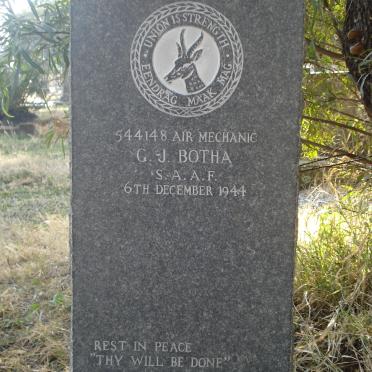 UNION IS STRENGTH
EENDRAG MAAK MAG
544148 AIR MECHANIC
G. J. BOTHA
S. A. A. F.
6TH DECEMBER 1944
REST IN PEACE
"THY WILL BE DONE"